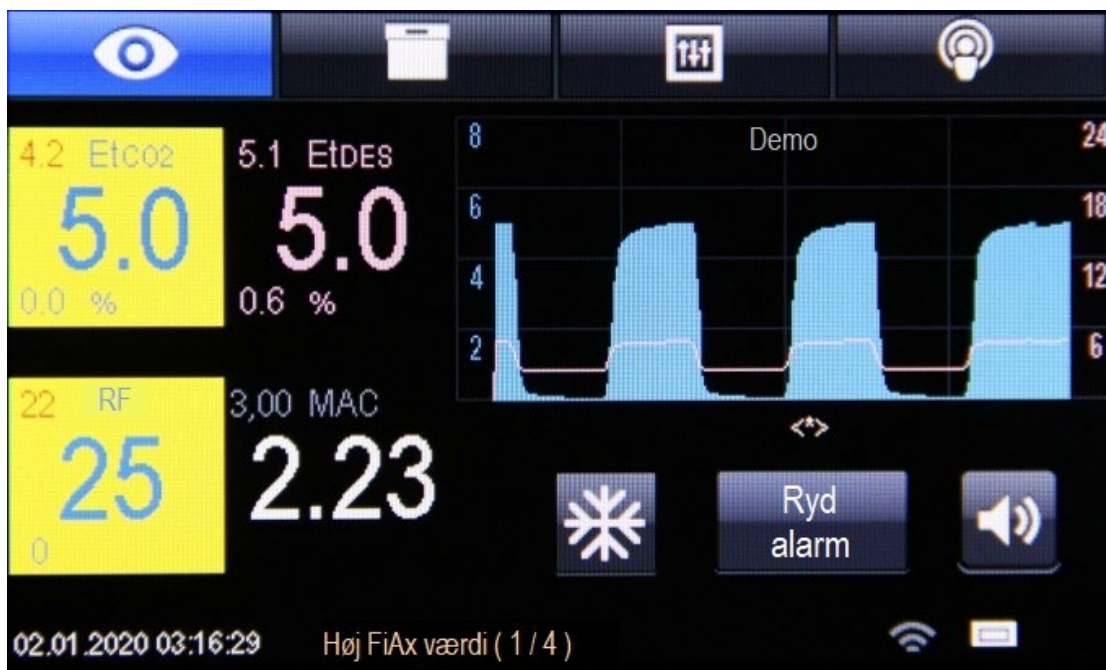 4.2 EtCO2
5.0
0.0 %
5.1 EtDES
5.0
0.6 %
8
6
4
2
Demo
24
18
12
6
22 RF
25
0
3,00 MAC
2.23
<*>
Ryd
alarm
02.01.2020 03:16:29
Høj FiAx værdi ( 1 / 4 )